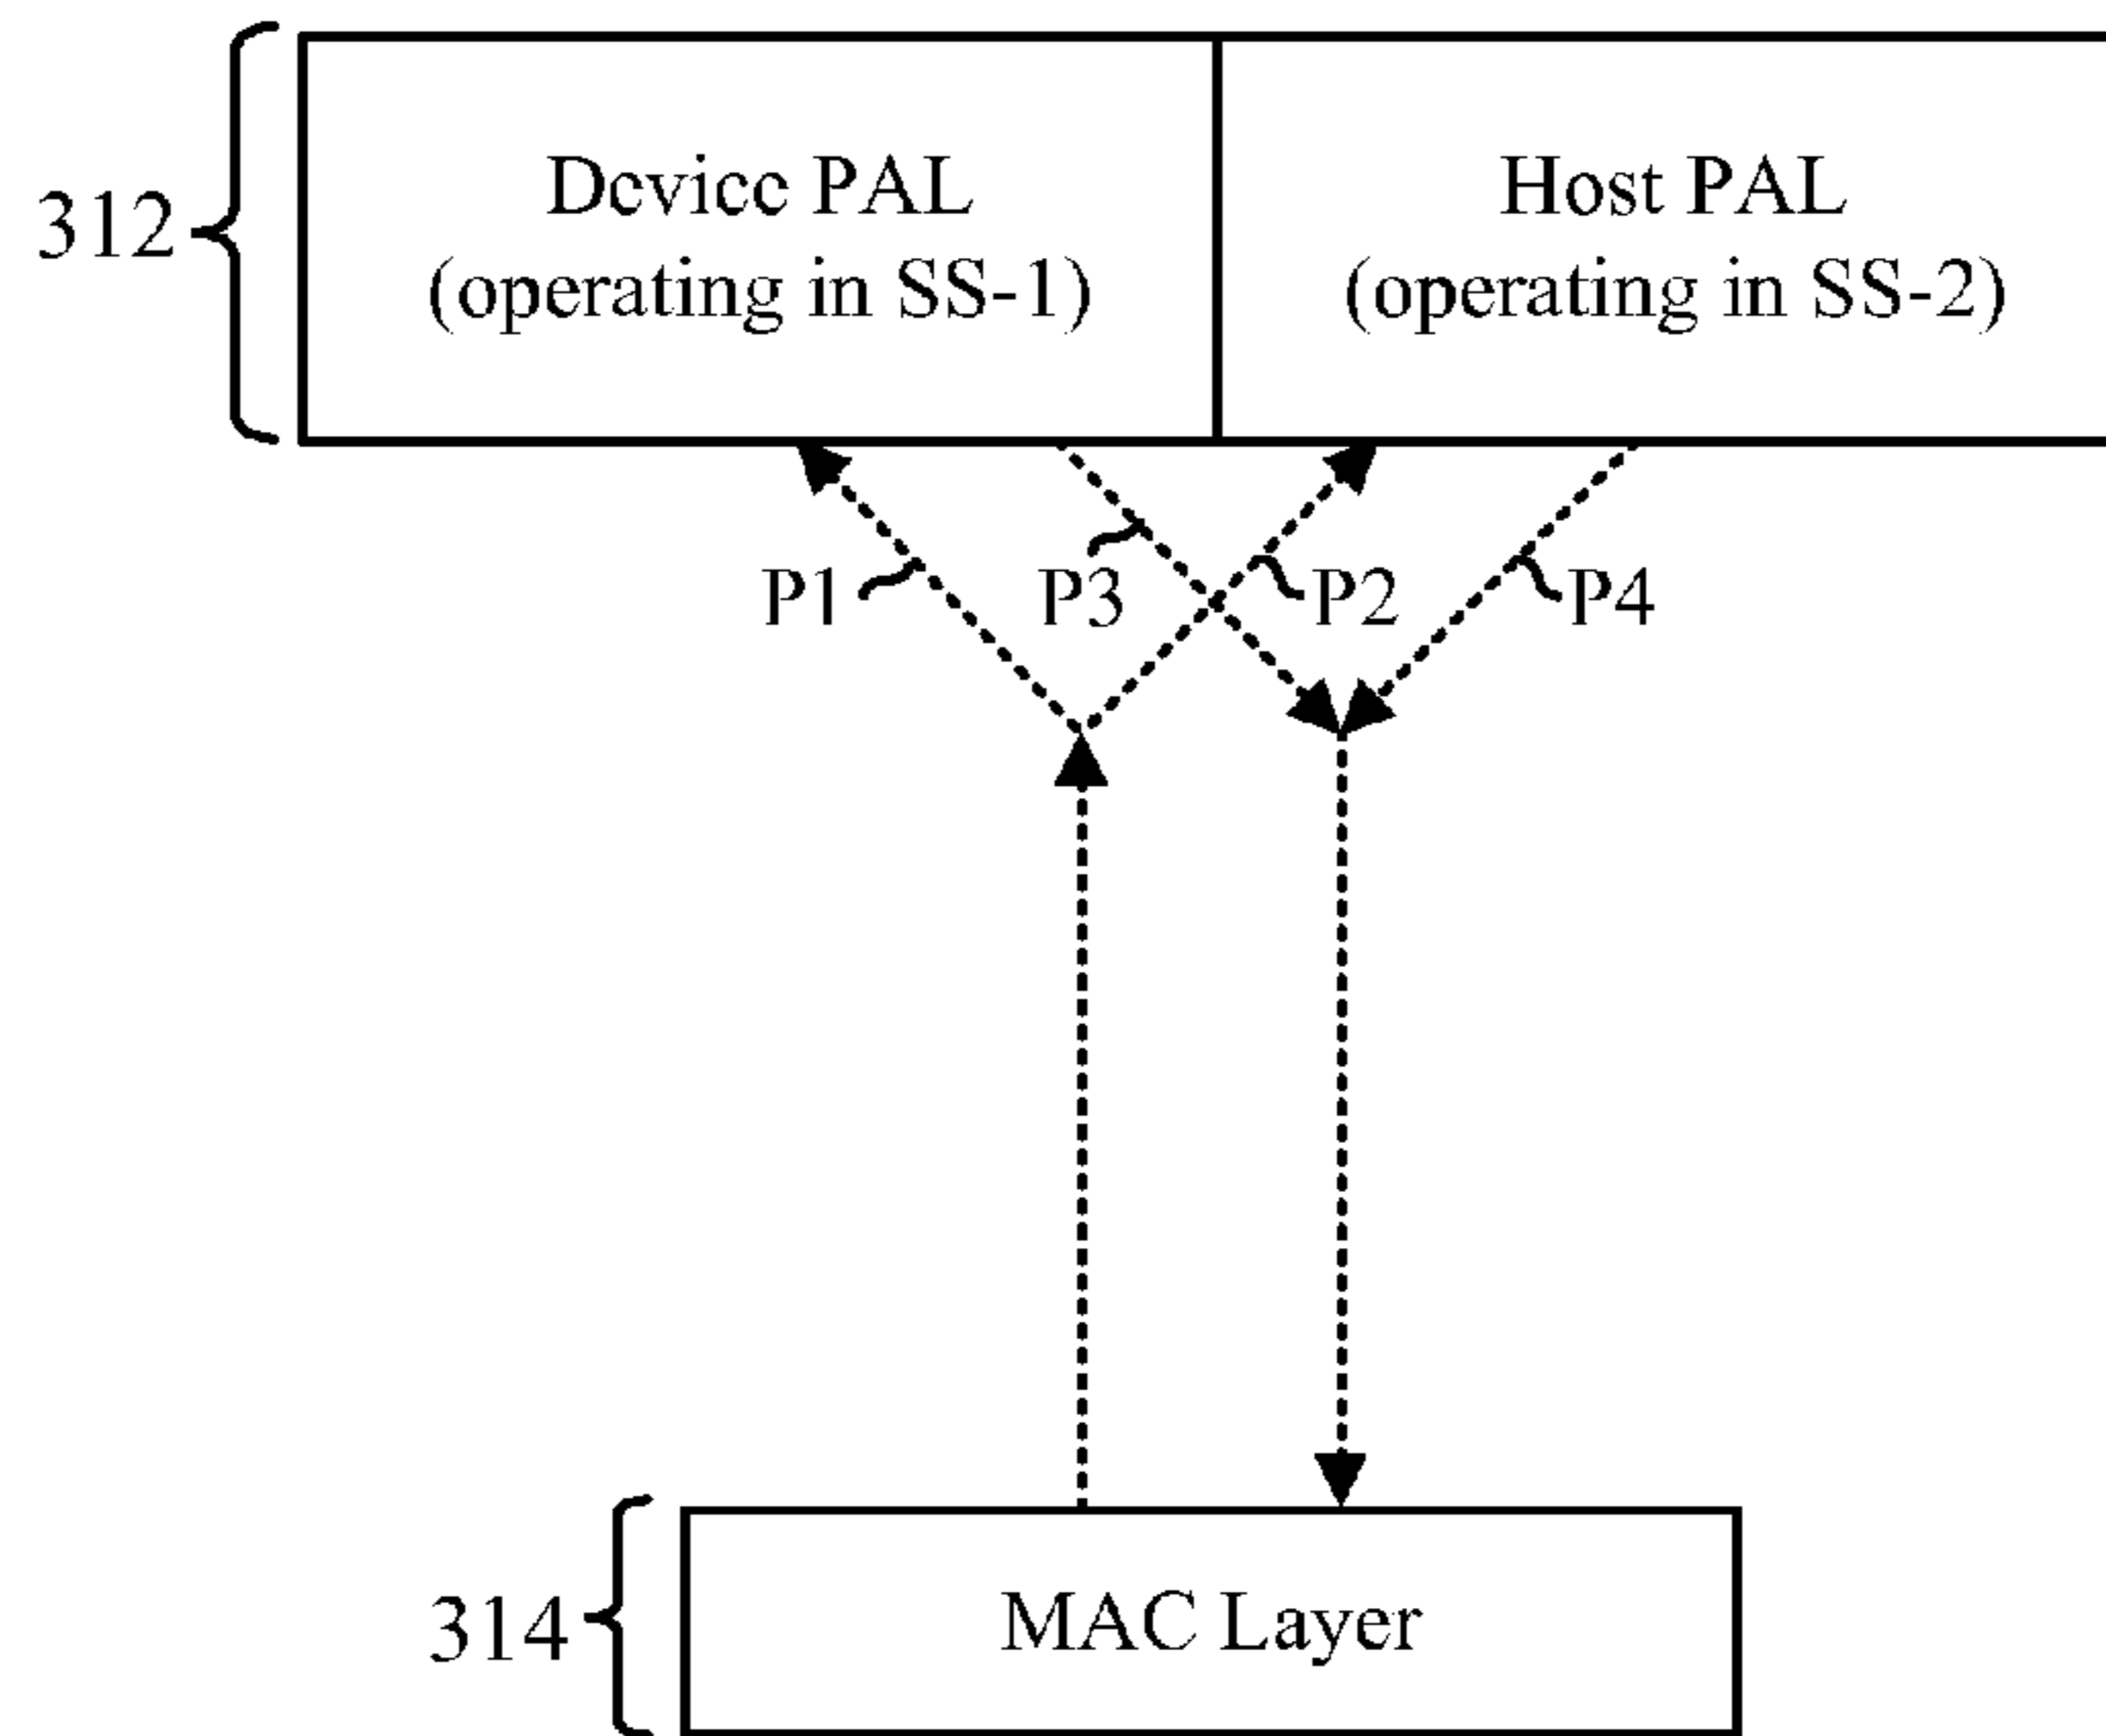 312
Device PAL
(operating in SS-1)
Host PAL
(operating in SS-2)
P1
P3
P2
P4
314
MAC Layer